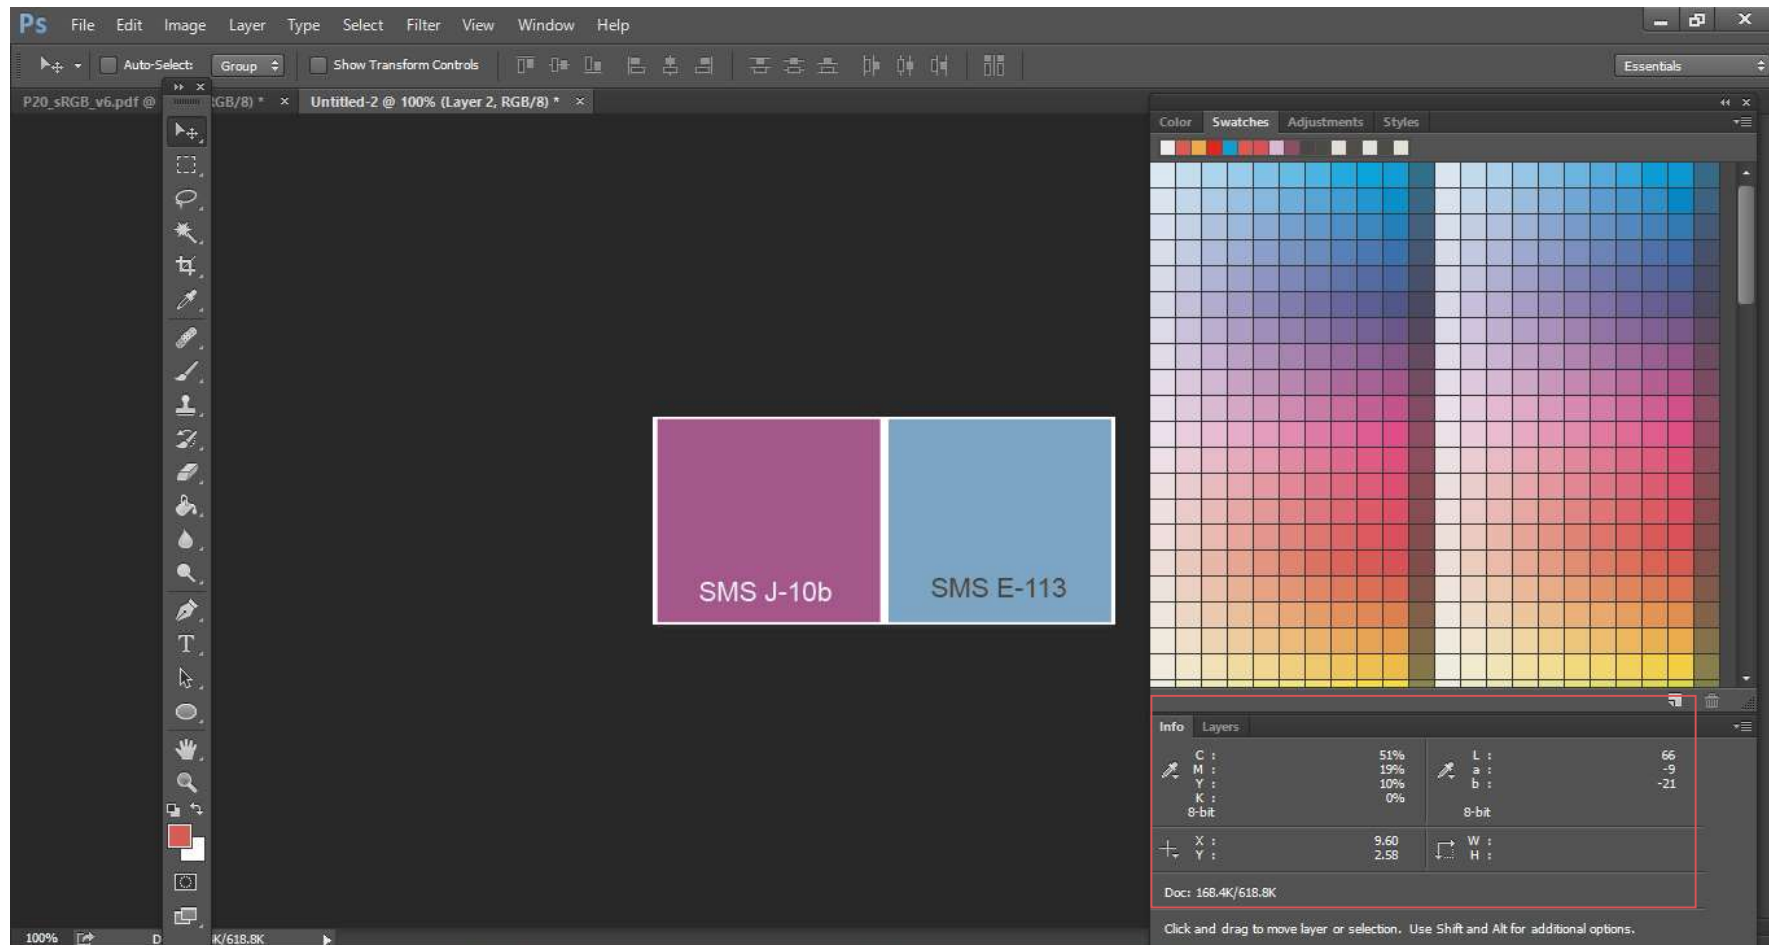 Ps File Edit Image Layer Type Select Filter View Window Help
Auto-Select: Group Show Transform Controls Essentials
P20_sRGB_v6.pdf @ RGB/8) * × Untitled-2 @ 100% (Layer 2, RGB/8) * ×
Color Swatches Adjustments Styles
SMS J-10b SMS E-113
Info Layers
C : 51% L : 66
M : 19% a : -9
Y : 10% b : -21
K : 0%
8-bit 8-bit
X : 9.60 W :
Y : 2.58 H :
Doc: 168.4K/618.8K
Click and drag to move layer or selection. Use Shift and Alt for additional options.
100% D K/618.8K